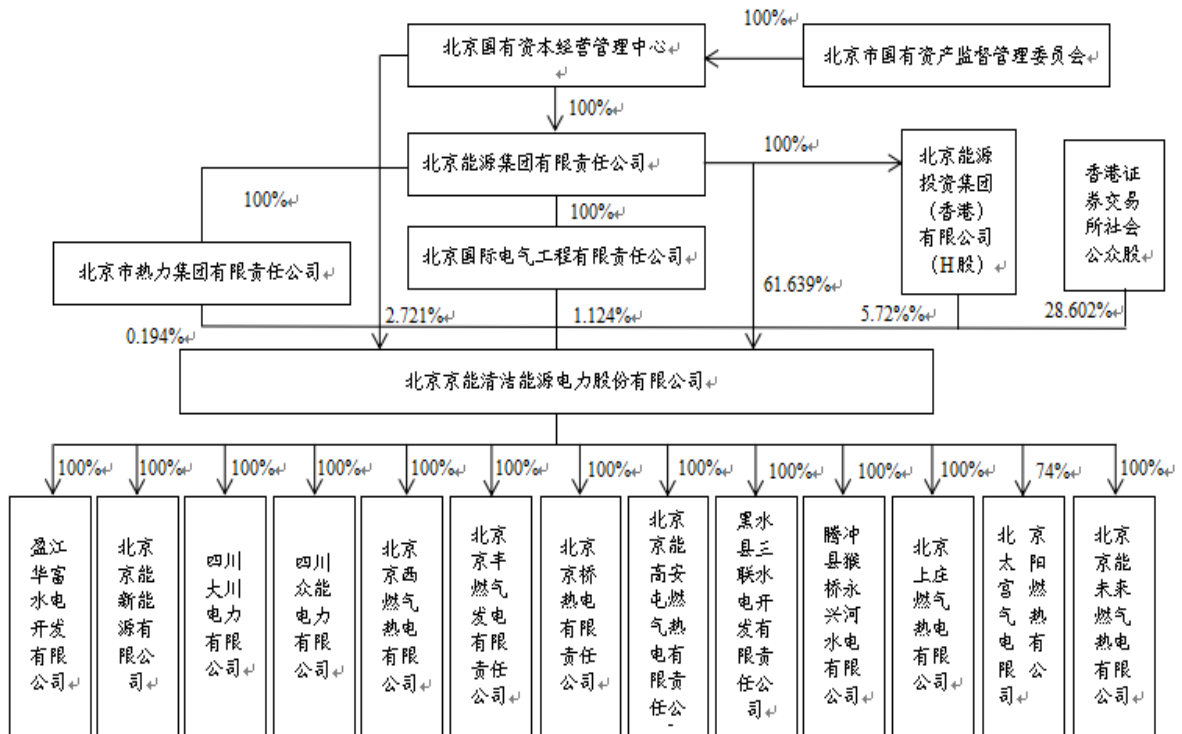 100%↵
北京国有资本经营管理中心↵
↵
北京市国有资产监督管理委员会↵
100%↵
北京能源集团有限责任公司↵
100%↵
北京能源
投资集团
（香港）
有限公司
（H股）↵
香港证
券交易
所社会
公众股↵
100%↵
100%↵
北京市热力集团有限责任公司↵
北京国际电气工程有限责任公司↵
61.639%↵
0.194%↵
2.721%↵
1.124%↵
5.72%%↵
28.602%↵
北京京能清洁能源电力股份有限公司↵
100%↵
100%↵
100%↵
100%↵
100%↵
100%↵
100%↵
100%↵
100%↵
100%↵
100%↵
74%↵
100%↵
盈江
华富
水电
开发
有限
公司↵
北京
京能
新能
源有
限公
司↵
四川
大川
电力
有限
公司↵
四川
众能
电力
有限
公司↵
北京
京西
燃气
热电
有限
公司↵
北京
京丰
燃气
发电
有限
责任
公司↵
北京
京桥
热电
有限
责任
公司↵
北京
京能
高安
屯燃
气热
电有
限责
任公
黑水
县三
联水
电开
发有
限责
任公
司↵
腾冲
县猴
桥永
兴河
水电
有限
公司↵
北京
上庄
燃气
热电
有限
公司↵
北京
太阳
宫燃
气热
电有
限公
司↵
北京
京能
未来
燃气
热电
有限
公司↵